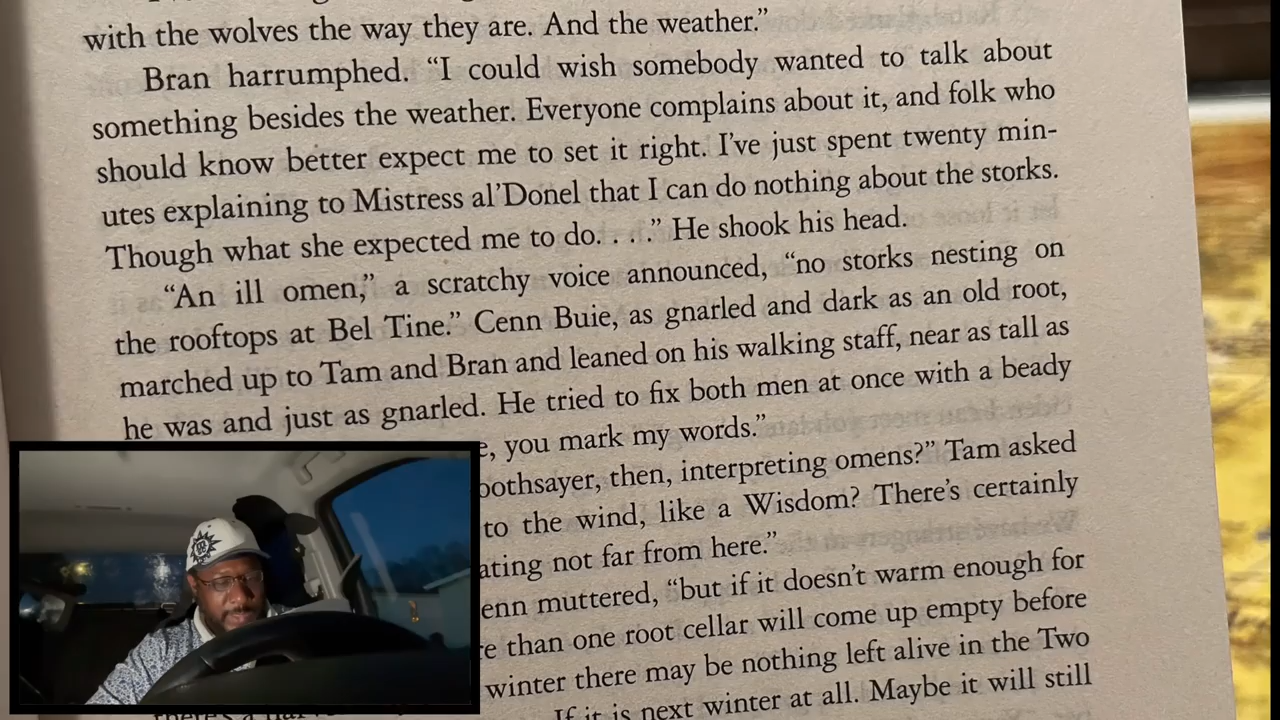 with the wolves the way they are. And the weather.”
Bran harrumphed. “I could wish somebody wanted to talk about
something besides the weather. Everyone complains about it, and folk who
should know better expect me to set it right. I’ve just spent twenty min-
utes explaining to Mistress al’Donel that I can do nothing about the storks.
Though what she expected me to do. . . .” He shook his head.
“An ill omen,” a scratchy voice announced, “no storks nesting on
the rooftops at Bel Tine.” Cenn Buie, as gnarled and dark as an old root,
marched up to Tam and Bran and leaned on his walking staff, near as tall as
he was and just as gnarled. He tried to fix both men at once with a beady
e, you mark my words.”
oothsayer, then, interpreting omens?” Tam asked
to the wind, like a Wisdom? There’s certainly
ating not far from here.”
enn muttered, “but if it doesn’t warm enough for
re than one root cellar will come up empty before
winter there may be nothing left alive in the Two
If it is next winter at all. Maybe it will still